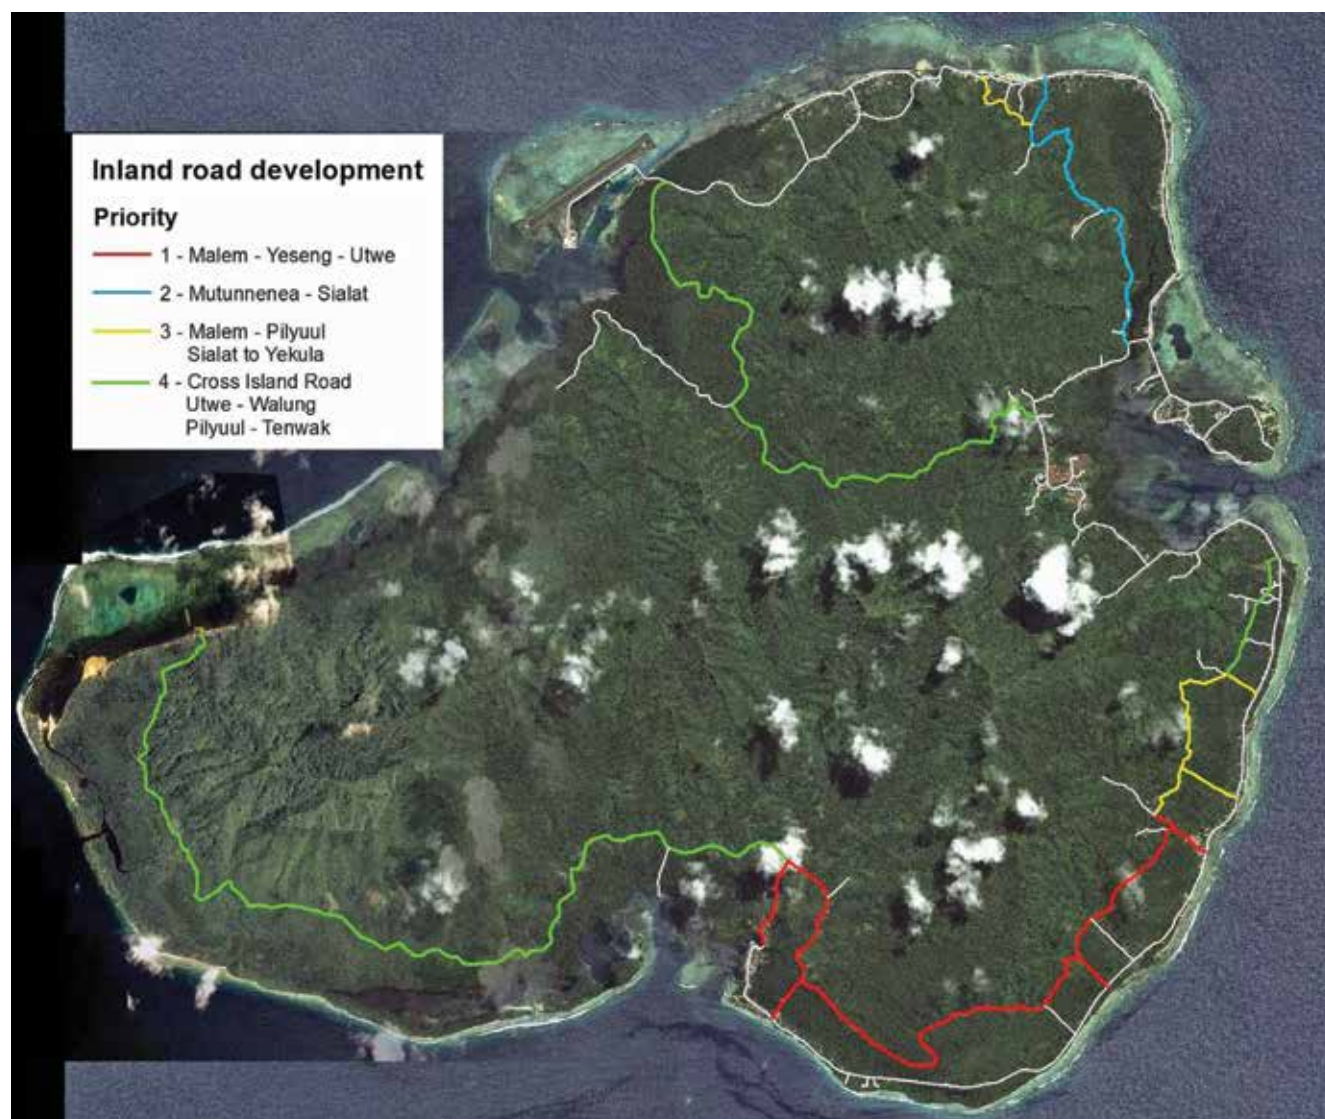 Inland road development
Priority
1 - Malem - Yeseng - Utwe
2 - Mutunnenea - Sialat
3 - Malem - Pilyuul
Sialat to Yekula
4 - Cross Island Road
Utwe - Walung
Pilyuul - Tenwak